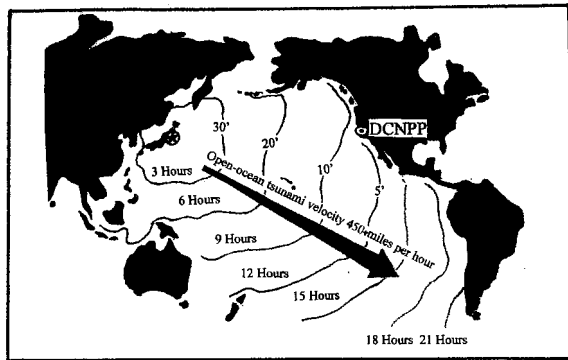 DCNPP
30'
20'
10'
5'
Open-ocean tsunami velocity 450 miles per hour
3 Hours
6 Hours
9 Hours
12 Hours
15 Hours
18 Hours 21 Hours